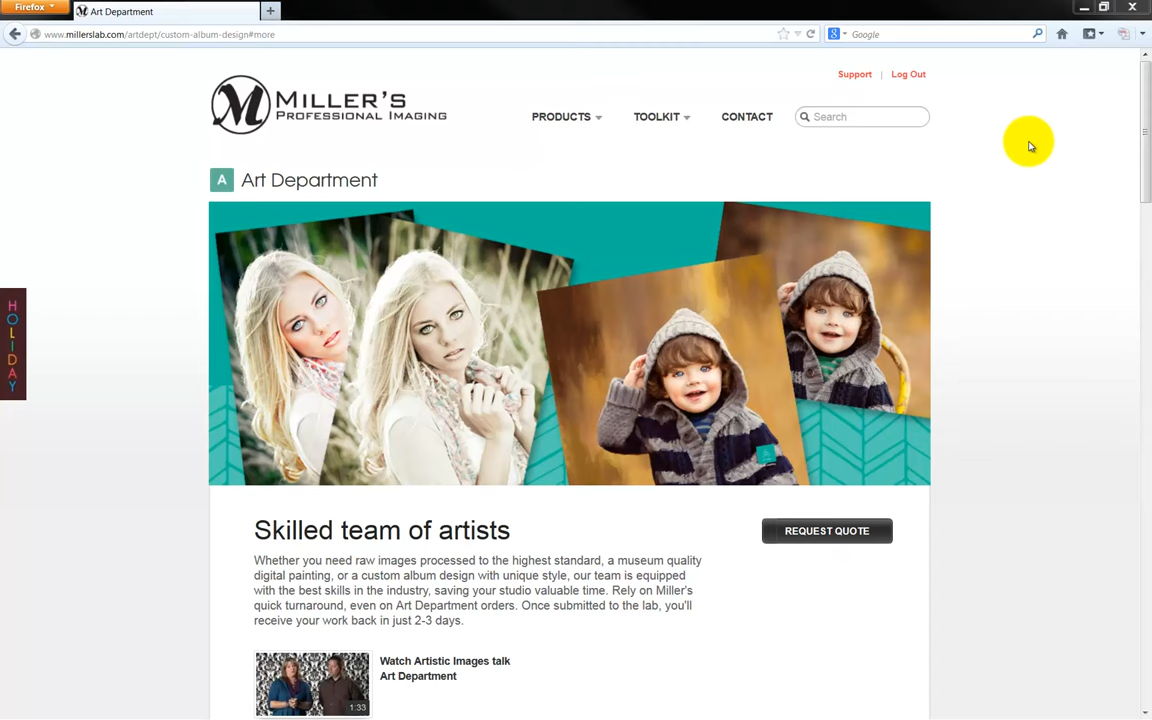 Firefox
Art Department
www.millerslab.com/artdept/custom-album-design#more
Google
Support | Log Out
M MILLER'S
PROFESSIONAL IMAGING
PRODUCTS
TOOLKIT
CONTACT
Search
A Art Department
HOLIDAY
Skilled team of artists
REQUEST QUOTE
Whether you need raw images processed to the highest standard, a museum quality
digital painting, or a custom album design with unique style, our team is equipped
with the best skills in the industry, saving your studio valuable time. Rely on Miller's
quick turnaround, even on Art Department orders. Once submitted to the lab, you'll
receive your work back in just 2-3 days.
Watch Artistic Images talk
Art Department
1:33